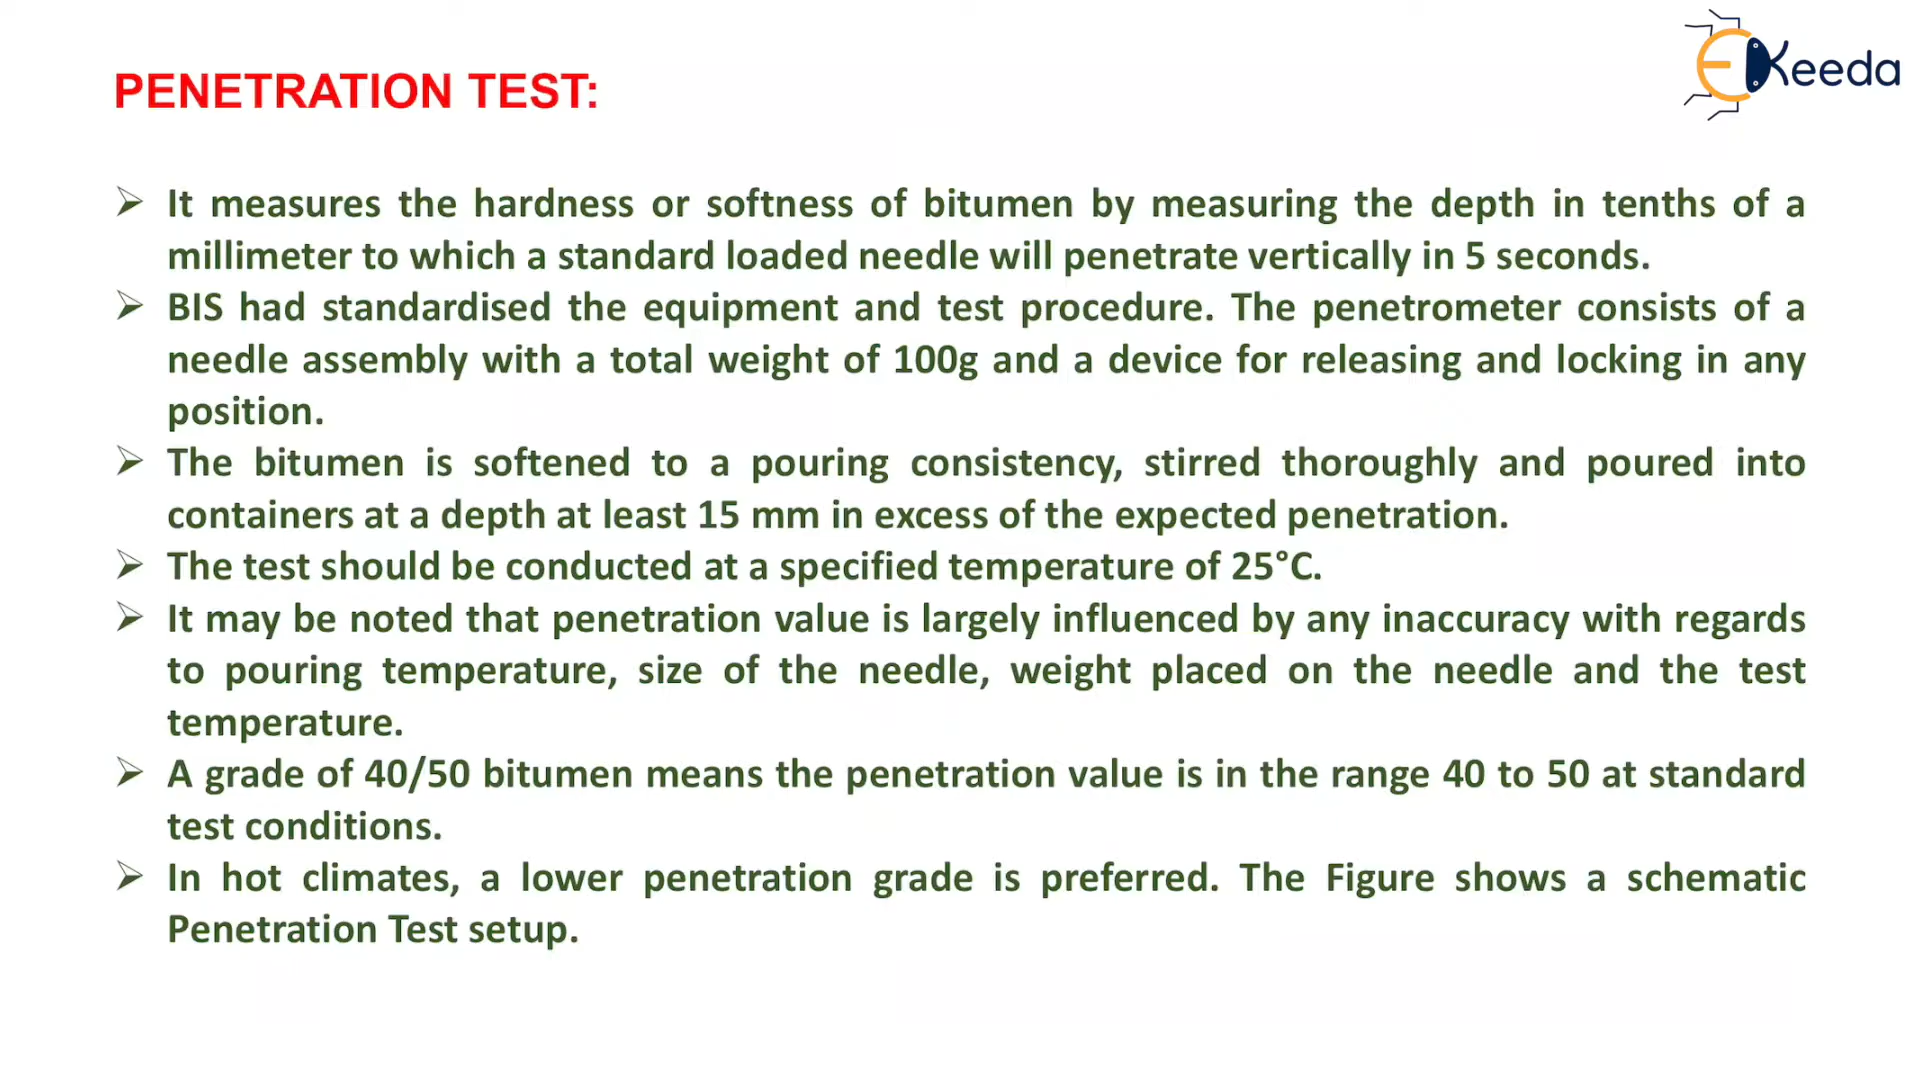 PENETRATION TEST:
EKeeda
It measures the hardness or softness of bitumen by measuring the depth in tenths of a
millimeter to which a standard loaded needle will penetrate vertically in 5 seconds.
BIS had standardised the equipment and test procedure. The penetrometer consists of a
needle assembly with a total weight of 100g and a device for releasing and locking in any
position.
The bitumen is softened to a pouring consistency, stirred thoroughly and poured into
containers at a depth at least 15 mm in excess of the expected penetration.
The test should be conducted at a specified temperature of 25°C.
It may be noted that penetration value is largely influenced by any inaccuracy with regards
to pouring temperature, size of the needle, weight placed on the needle and the test
temperature.
A grade of 40/50 bitumen means the penetration value is in the range 40 to 50 at standard
test conditions.
In hot climates, a lower penetration grade is preferred. The Figure shows a schematic
Penetration Test setup.